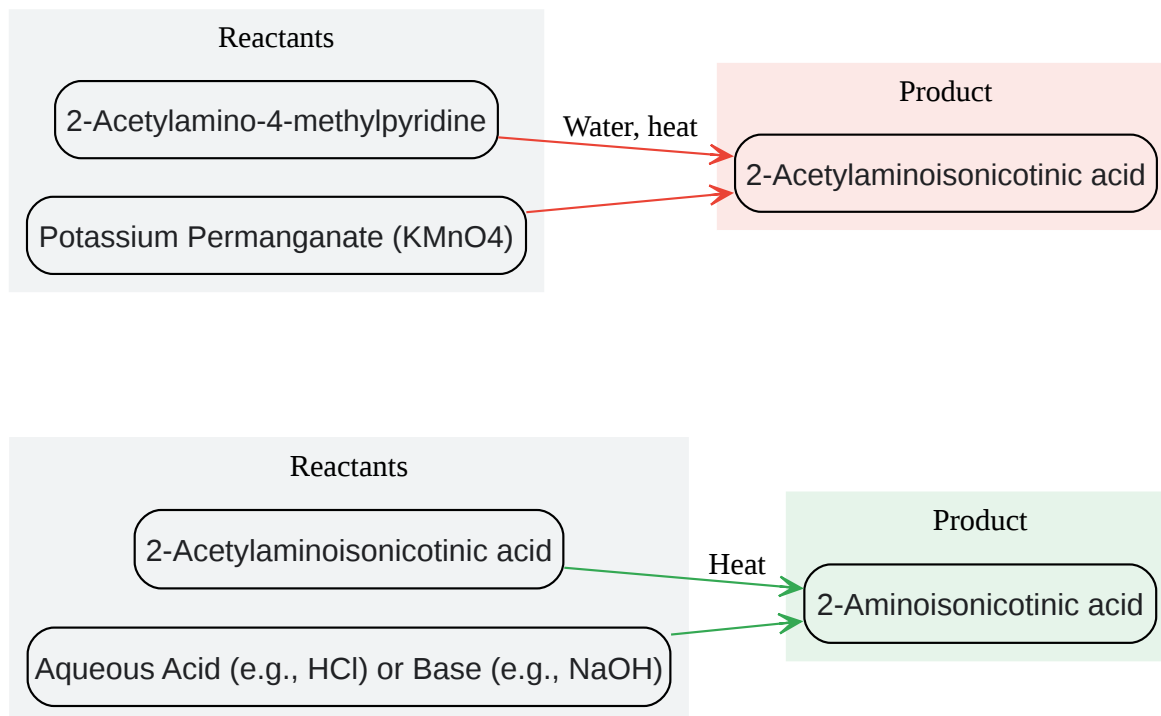 Reactants
2-Acetylamino-4-methylpyridine
Water, heat
Potassium Permanganate (KMnO4)
Product
2-Acetylaminoisonicotinic acid
Reactants
2-Acetylaminoisonicotinic acid
Heat
Aqueous Acid (e.g., HCl) or Base (e.g., NaOH)
Product
2-Aminoisonicotinic acid